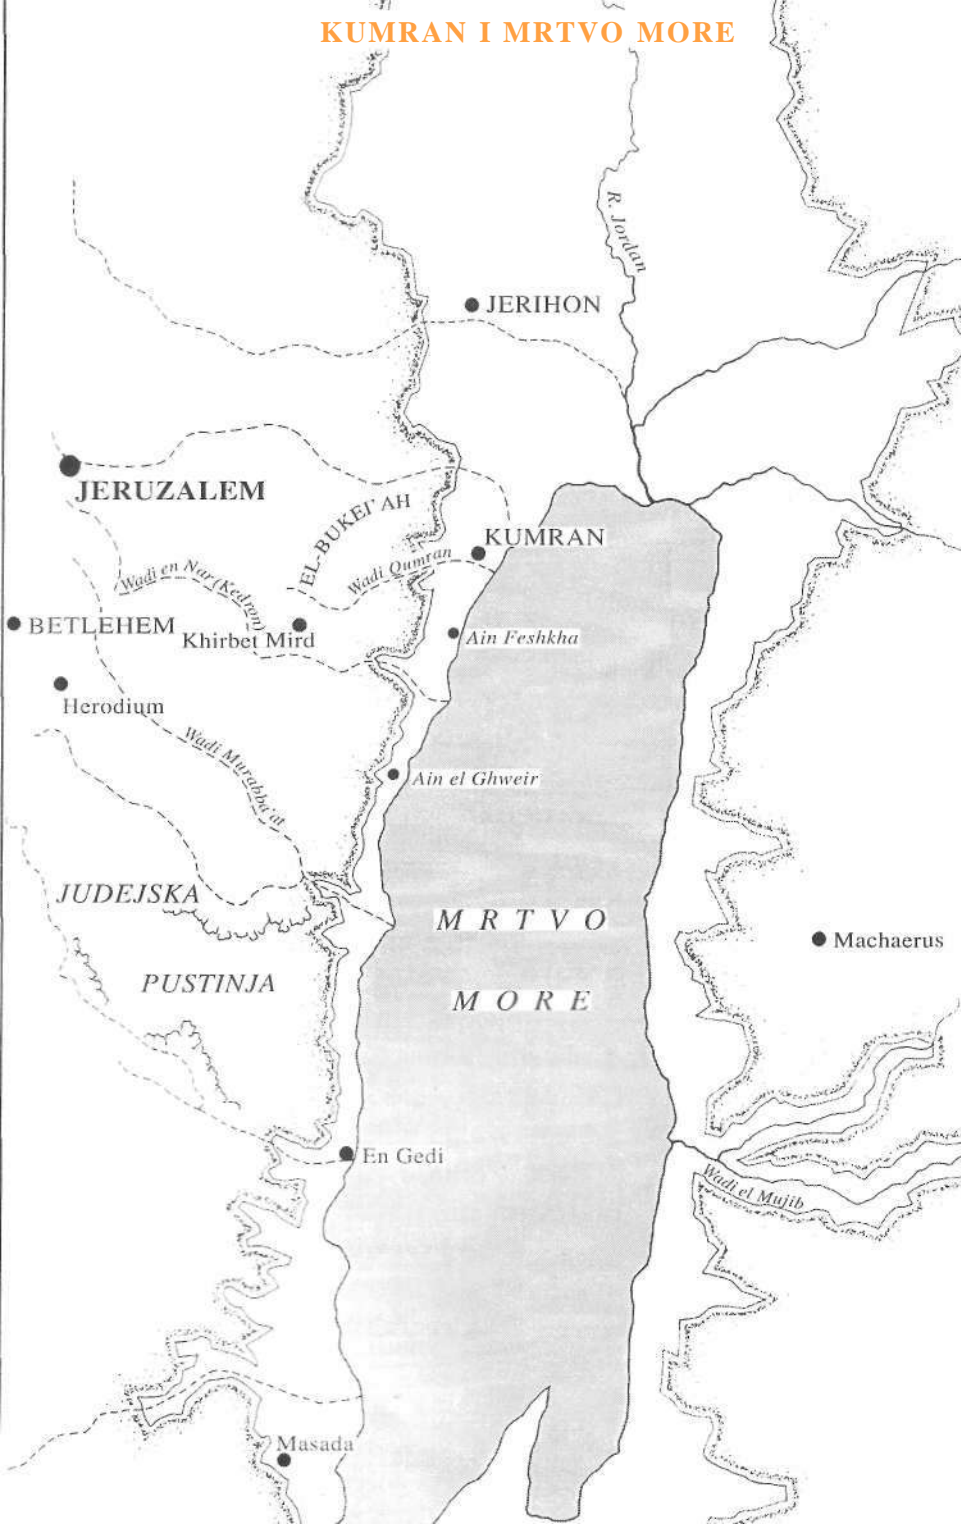 KUMRAN I MRTVO MORE
R. Jordan
JERIHON
JERUZALEM
EL-BUKEI'AH
KUMRAN
Wadi Qumran
Wadi en Nar (Kedron)
BETLEHEM
Khirbet Mird
Ain Feshkha
Herodium
Wadi Murabba'at
Ain el Ghweir
JUDEJSKA
PUSTINJA
MRTVO
MORE
Machaerus
En Gedi
Wadi el Mujib
Masada